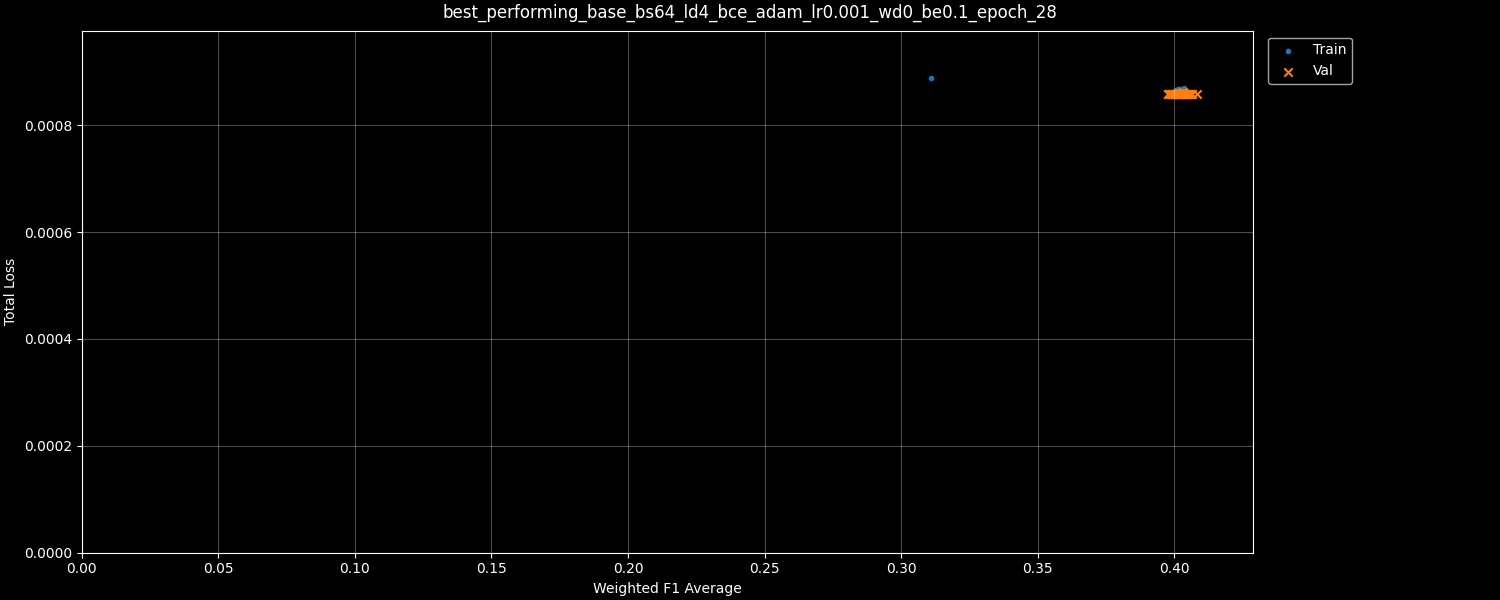 best_performing_base_bs64_ld4_bce_adam_lr0.001_wd0_be0.1_epoch_28
Train
Val
0.0008
0.0006
0.0004
0.0002
0.0000
Total Loss
0.00 0.05 0.10 0.15 0.20 0.25 0.30 0.35 0.40
Weighted F1 Average